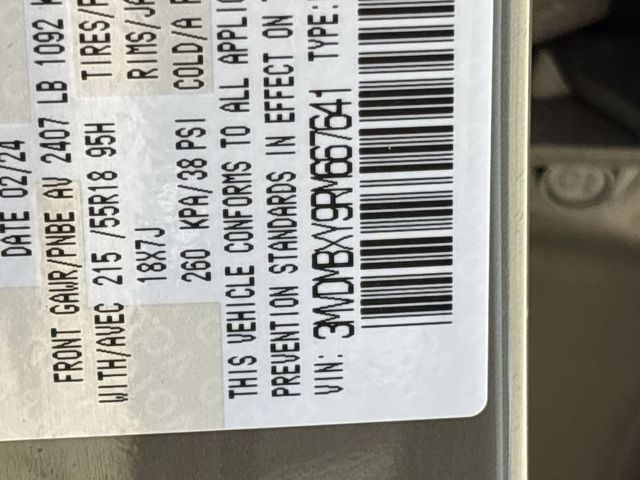 DATE 02/24
FRONT GAWR/PNBE AV 2407 LB 1092 K
WITH/AVEC 215 /55R18 95H TIRES/P
18X7J RIMS/JA
260 KPA/38 PSI COLD/A F
THIS VEHICLE CONFORMS TO ALL APPLIC
PREVENTION STANDARDS IN EFFECT ON
VIN: 3MVDMBXY9RM667641 TYPE: